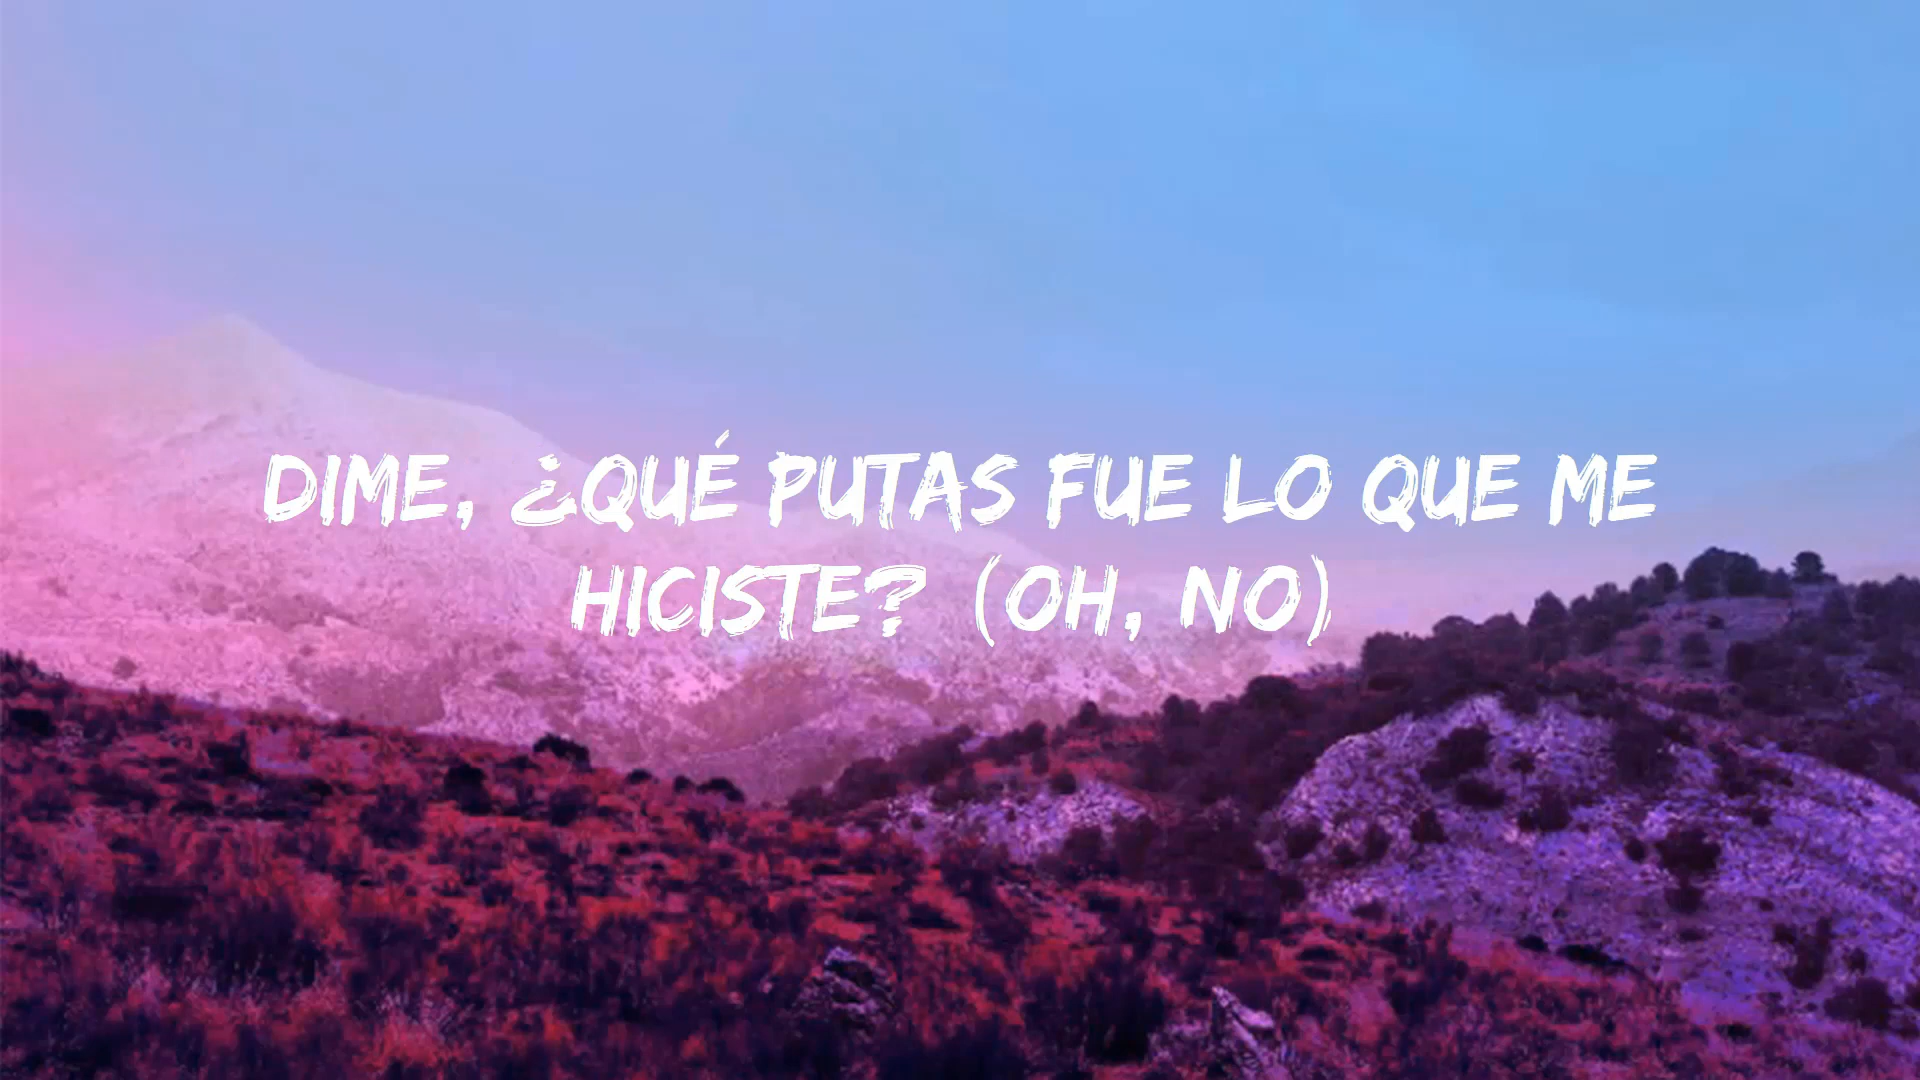 DIME, ¿QUÉ PUTAS FUE LO QUE ME
HICISTE? (OH, NO)